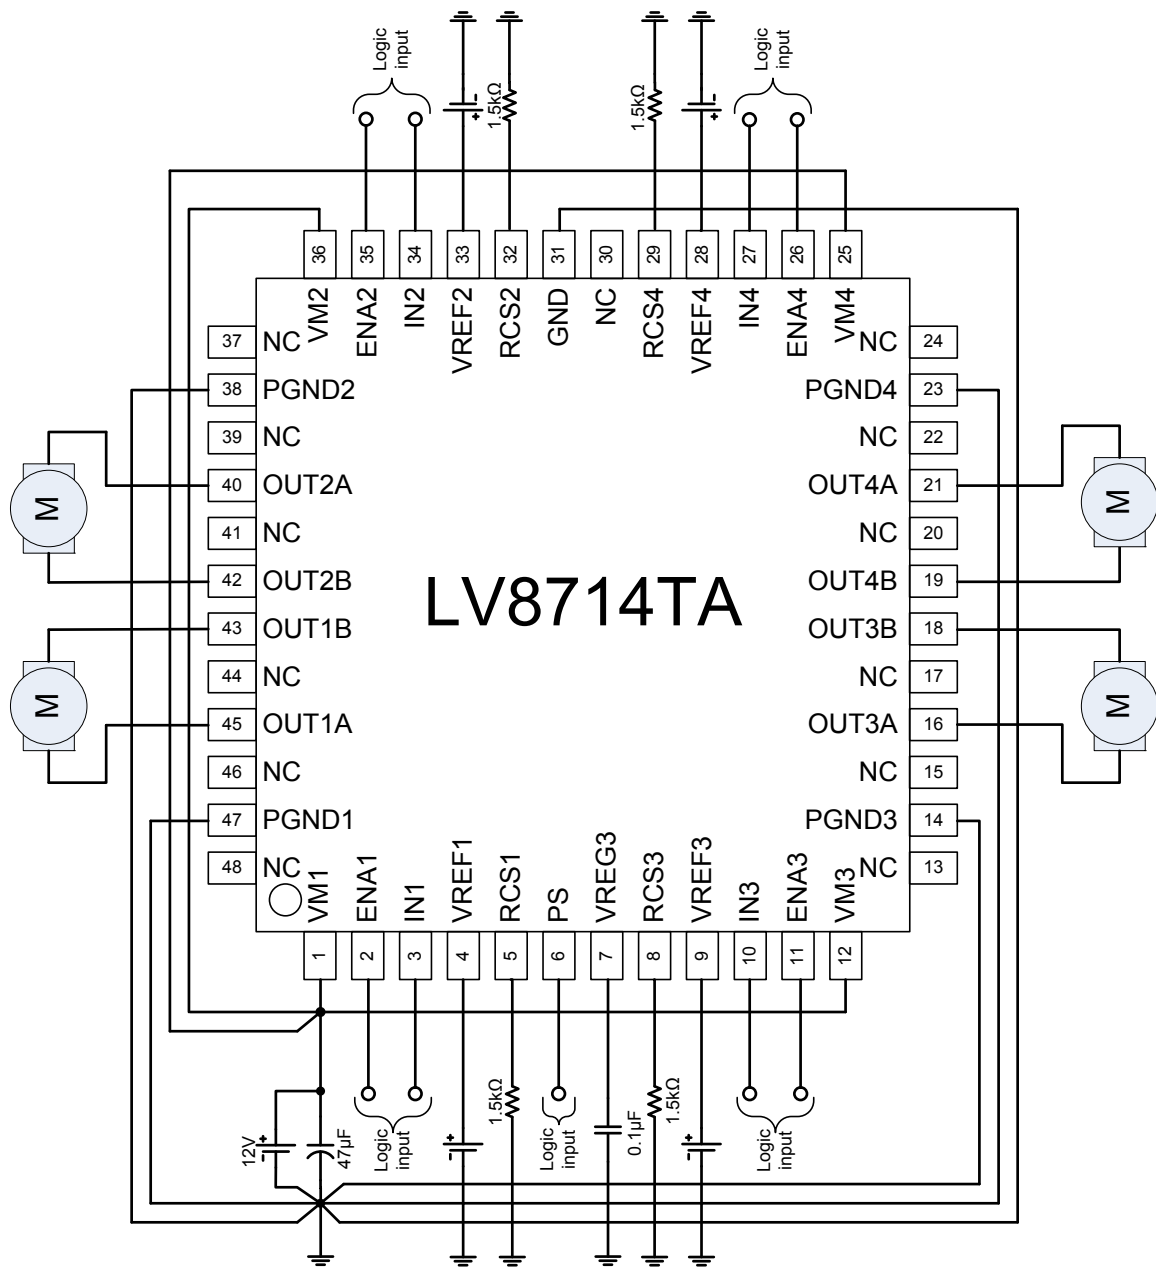 Logic
input
1.5kΩ
1.5kΩ
Logic
input
+ -
+ -
36 35 34 33 32 31 30 29 28 27 26 25
VM2 ENA2 IN2 VREF2 RCS2 GND NC RCS4 VREF4 IN4 ENA4 VM4
37 NC
NC 24
38 PGND2
PGND4 23
39 NC
NC 22
M
40 OUT2A
OUT4A 21
M
41 NC
NC 20
42 OUT2B
OUT4B 19
LV8714TA
43 OUT1B
OUT3B 18
44 NC
NC 17
M
45 OUT1A
OUT3A 16
M
46 NC
NC 15
47 PGND1
PGND3 14
48 NC
NC 13
VM1 ENA1 IN1 VREF1 RCS1 PS VREG3 RCS3 VREF3 IN3 ENA3 VM3
1 2 3 4 5 6 7 8 9 10 11 12
12V
+ -
47µF
Logic
input
+ -
1.5kΩ
Logic
input
0.1µF
1.5kΩ
+ -
Logic
input